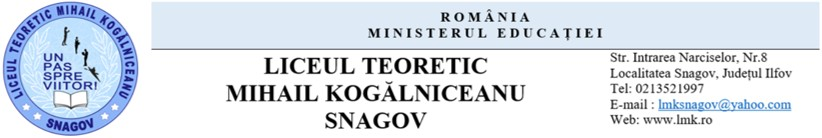 LICEUL TEORETIC MIHAIL KOGĂLNICEANU
UN
PAS
SPRE
VIITOR!
SNAGOV
ROMÂNIA
MINISTERUL EDUCAȚIEI
LICEUL TEORETIC
MIHAIL KOGĂLNICEANU
SNAGOV
Str. Intrarea Narciselor, Nr.8
Localitatea Snagov, Județul Ilfov
Tel: 0213521997
E-mail : lmksnagov@yahoo.com
Web: www.lmk.ro